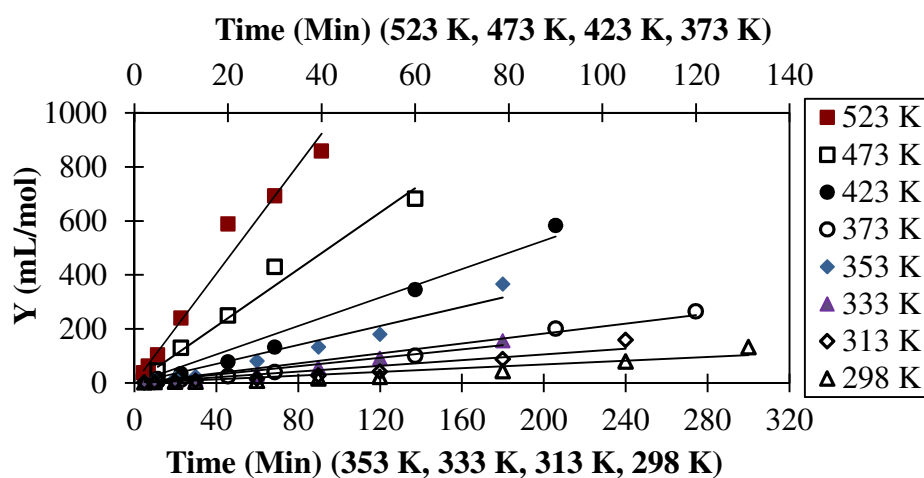 Time (Min) (523 K, 473 K, 423 K, 373 K)
0 20 40 60 80 100 120 140
1000
800
600
400
200
0
Y (mL/mol)
0 40 80 120 160 200 240 280 320
Time (Min) (353 K, 333 K, 313 K, 298 K)
523 K
473 K
423 K
373 K
353 K
333 K
313 K
298 K